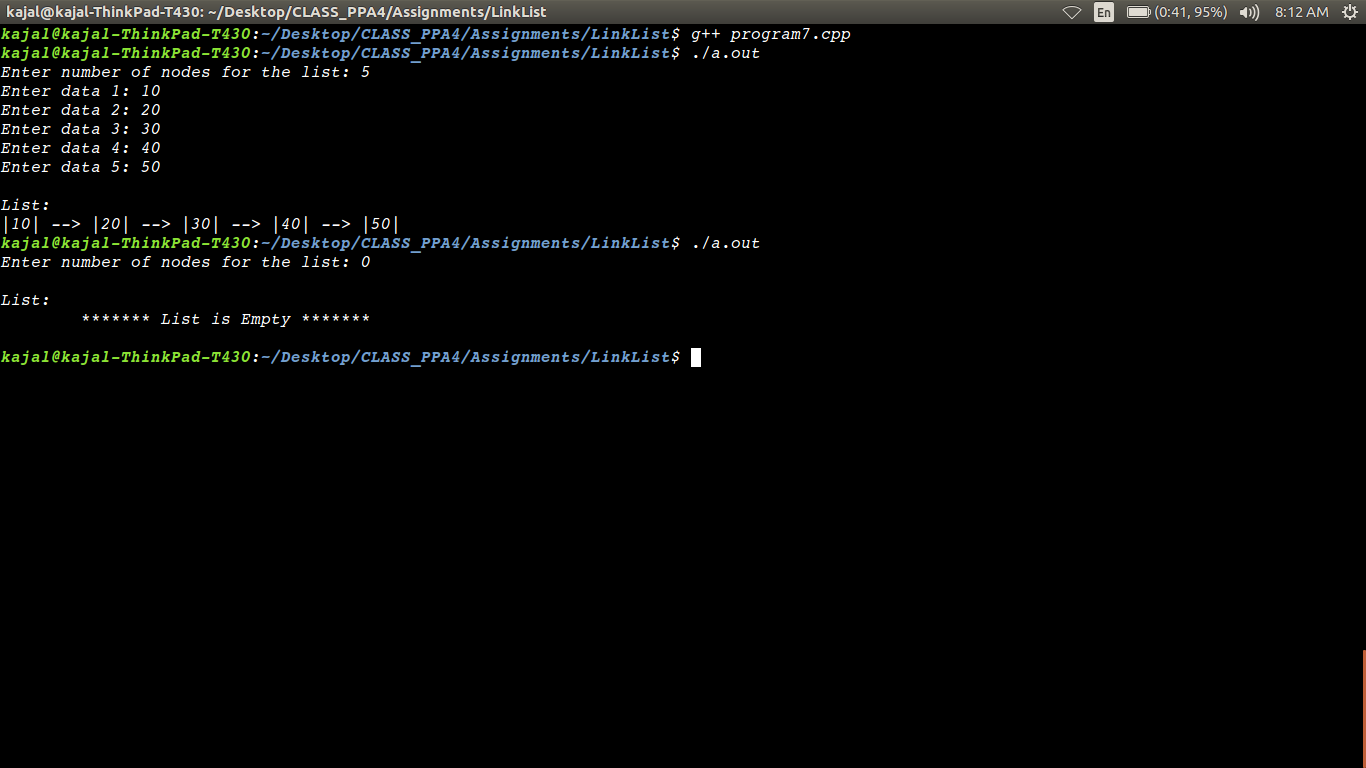 kajal@kajal-ThinkPad-T430: ~/Desktop/CLASS_PPA4/Assignments/LinkList En (0:41, 95%) 8:12 AM
kajal@kajal-ThinkPad-T430:~/Desktop/CLASS_PPA4/Assignments/LinkList$ g++ program7.cpp
kajal@kajal-ThinkPad-T430:~/Desktop/CLASS_PPA4/Assignments/LinkList$ ./a.out
Enter number of nodes for the list: 5
Enter data 1: 10
Enter data 2: 20
Enter data 3: 30
Enter data 4: 40
Enter data 5: 50
List:
|10| --> |20| --> |30| --> |40| --> |50|
kajal@kajal-ThinkPad-T430:~/Desktop/CLASS_PPA4/Assignments/LinkList$ ./a.out
Enter number of nodes for the list: 0
List:
******* List is Empty *******
kajal@kajal-ThinkPad-T430:~/Desktop/CLASS_PPA4/Assignments/LinkList$